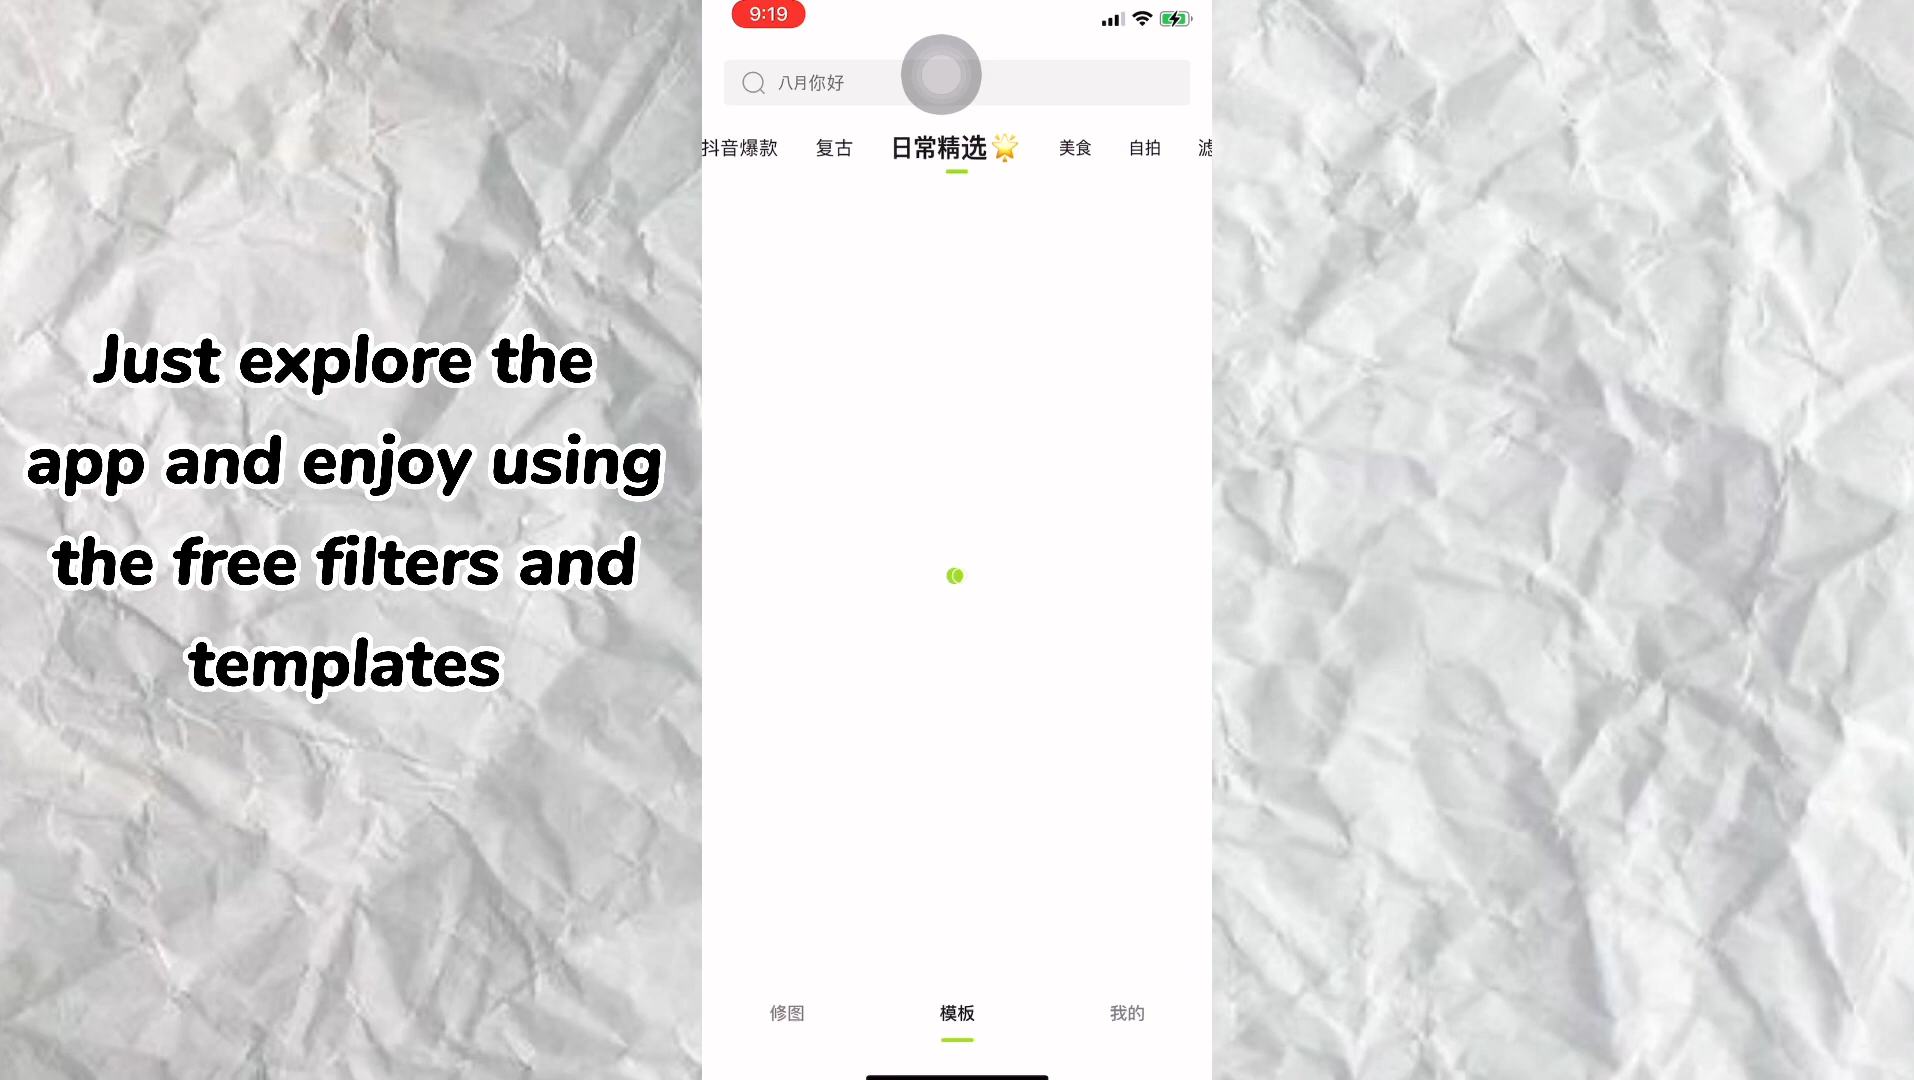 Just explore the
app and enjoy using
the free filters and
templates
9:19
八月你好
抖音爆款 复古 日常精选🌟 美食 自拍 滤
修图 模板 我的